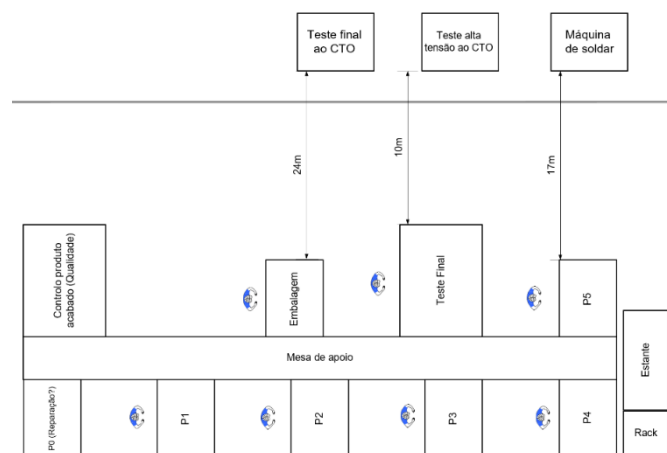 Teste final
ao CTO
Teste alta
tensão ao CTO
Máquina
de soldar
24m
10m
17m
Controlo produto
acabado (Qualidade)
Embalagem
Teste Final
P5
Mesa de apoio
Estante
P0 (Reparação?)
P1
P2
P3
P4
Rack